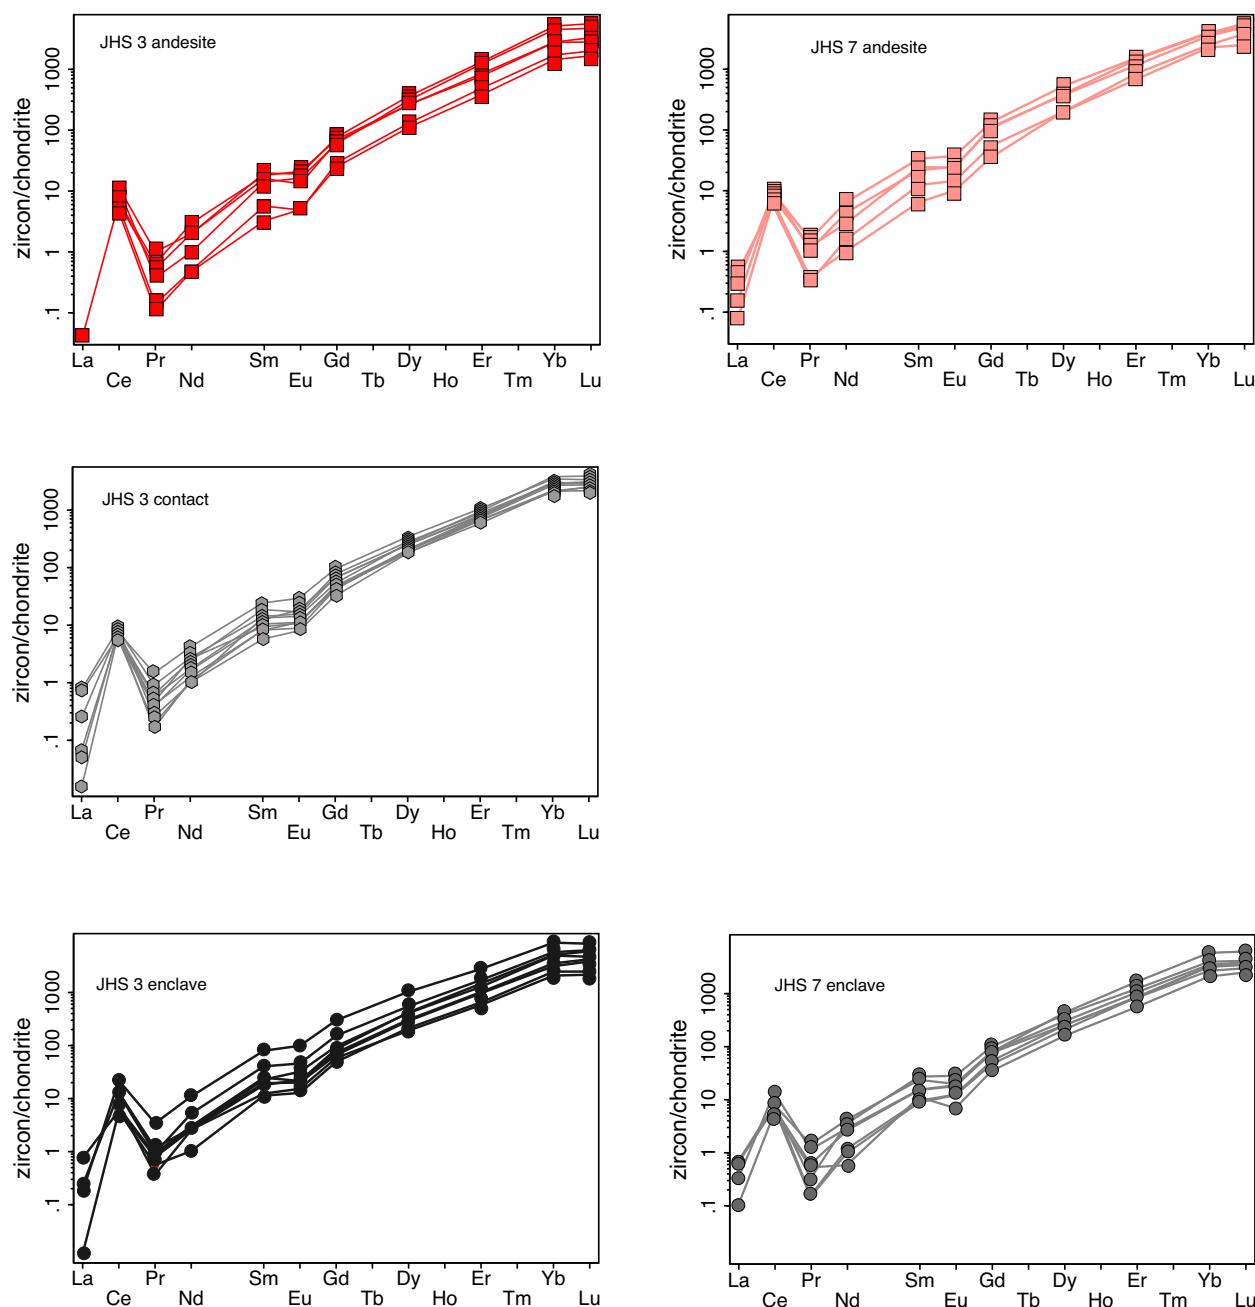 JHS 3 andesite
zircon/chondrite
1000
100
10
1
.1
La Pr Sm Gd Dy Er Yb
Ce Nd Eu Tb Ho Tm Lu
JHS 7 andesite
zircon/chondrite
1000
100
10
1
.1
La Pr Sm Gd Dy Er Yb
Ce Nd Eu Tb Ho Tm Lu
JHS 3 contact
zircon/chondrite
1000
100
10
1
.1
La Pr Sm Gd Dy Er Yb
Ce Nd Eu Tb Ho Tm Lu
JHS 3 enclave
zircon/chondrite
1000
100
10
1
.1
La Pr Sm Gd Dy Er Yb
Ce Nd Eu Tb Ho Tm Lu
JHS 7 enclave
zircon/chondrite
1000
100
10
1
.1
La Pr Sm Gd Dy Er Yb
Ce Nd Eu Tb Ho Tm Lu